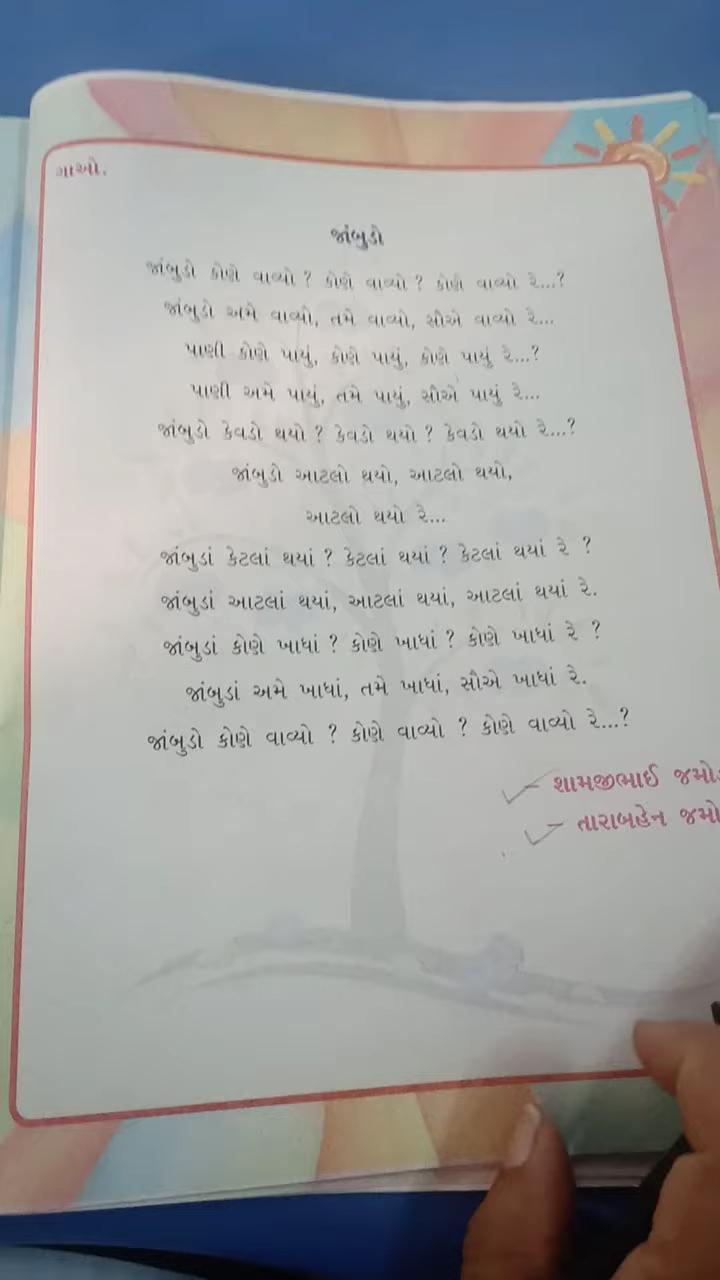 ગાઓ.
જાંબુડો
જાંબુડો કોણે વાવ્યો ? કોણે વાવ્યો ? કોણે વાવ્યો રે...?
જાંબુડો અમે વાવ્યો, તમે વાવ્યો, સૌએ વાવ્યો રે...
પાણી કોણે પાયું, કોણે પાયું, કોણે પાયું રે...?
પાણી અમે પાયું, તમે પાયું, સૌએ પાયું રે...
જાંબુડો કેવડો થયો ? કેવડો થયો ? કેવડો થયો રે...?
જાંબુડો આટલો થયો, આટલો થયો,
આટલો થયો રે...
જાંબુડાં કેટલાં થયાં ? કેટલાં થયાં ? કેટલાં થયાં રે ?
જાંબુડાં આટલાં થયાં, આટલાં થયાં, આટલાં થયાં રે.
જાંબુડાં કોણે ખાધાં ? કોણે ખાધાં ? કોણે ખાધાં રે ?
જાંબુડાં અમે ખાધાં, તમે ખાધાં, સૌએ ખાધાં રે.
જાંબુડો કોણે વાવ્યો ? કોણે વાવ્યો ? કોણે વાવ્યો રે...?
– શામજીભાઈ
– તારાબહેન